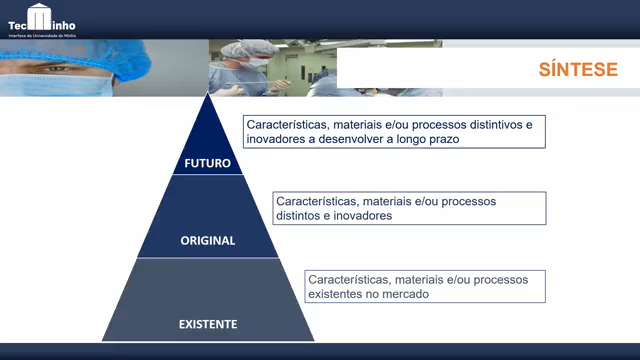 TecMinho
Interface da Universidade do Minho
SÍNTESE
Características, materiais e/ou processos distintivos e
inovadores a desenvolver a longo prazo
FUTURO
Características, materiais e/ou processos
distintos e inovadores
ORIGINAL
Características, materiais e/ou processos
existentes no mercado
EXISTENTE